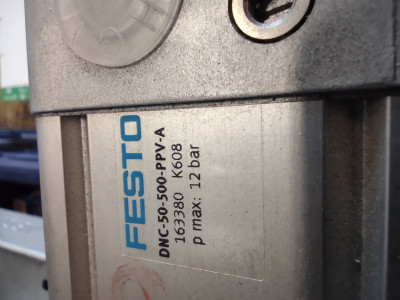 FESTO
DNC-50-500-PPV-A
163380 K608
p max: 12 bar